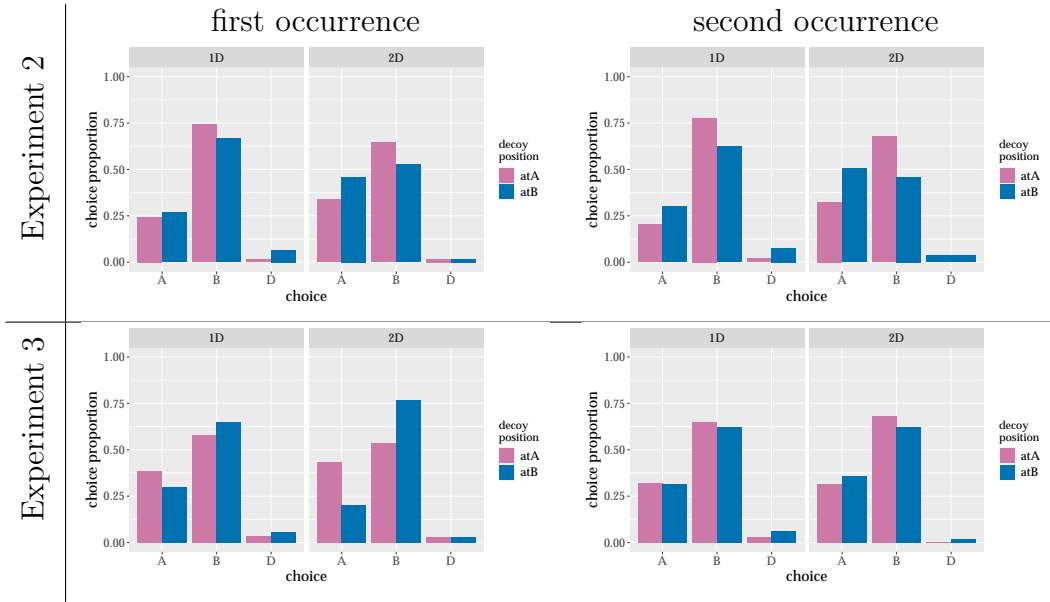 first occurrence
second occurrence
Experiment 2
1D 2D
1.00
0.75
0.50
0.25
0.00
choice proportion
A B D A B D
choice
decoy
position
atA
atB
1D 2D
1.00
0.75
0.50
0.25
0.00
choice proportion
A B D A B D
choice
decoy
position
atA
atB
Experiment 3
1D 2D
1.00
0.75
0.50
0.25
0.00
choice proportion
A B D A B D
choice
decoy
position
atA
atB
1D 2D
1.00
0.75
0.50
0.25
0.00
choice proportion
A B D A B D
choice
decoy
position
atA
atB